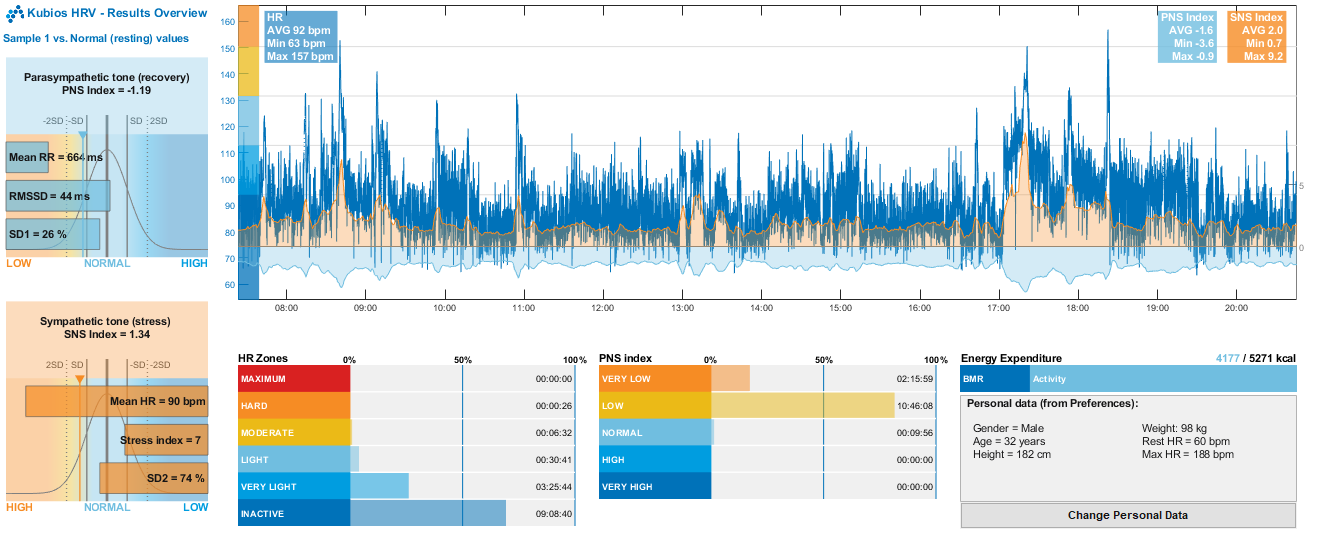 Kubios HRV - Results Overview
Sample 1 vs. Normal (resting) values
Parasympathetic tone (recovery)
PNS Index = -1.19
-2SD -SD SD 2SD
Mean RR = 664 ms
RMSSD = 44 ms
SD1 = 26 %
LOW NORMAL HIGH
Sympathetic tone (stress)
SNS Index = 1.34
2SD SD -SD -2SD
Mean HR = 90 bpm
Stress index = 7
SD2 = 74 %
HIGH NORMAL LOW
160
150
140
130
120
110
100
90
80
70
60
HR
AVG 92 bpm
Min 63 bpm
Max 157 bpm
PNS Index
AVG -1.6
Min -3.6
Max -0.9
SNS Index
AVG 2.0
Min 0.7
Max 9.2
5
0
08:00 09:00 10:00 11:00 12:00 13:00 14:00 15:00 16:00 17:00 18:00 19:00 20:00
HR Zones 0% 50% 100 %
MAXIMUM 00:00:00
HARD 00:00:26
MODERATE 00:06:32
LIGHT 00:30:41
VERY LIGHT 03:25:44
INACTIVE 09:08:40
PNS index 0% 50% 100 %
VERY LOW 02:15:59
LOW 10:46:08
NORMAL 00:09:56
HIGH 00:00:00
VERY HIGH 00:00:00
Energy Expenditure 4177 / 5271 kcal
BMR Activity
Personal data (from Preferences):
Gender = Male Weight: 98 kg
Age = 32 years Rest HR = 60 bpm
Height = 182 cm Max HR = 188 bpm
Change Personal Data